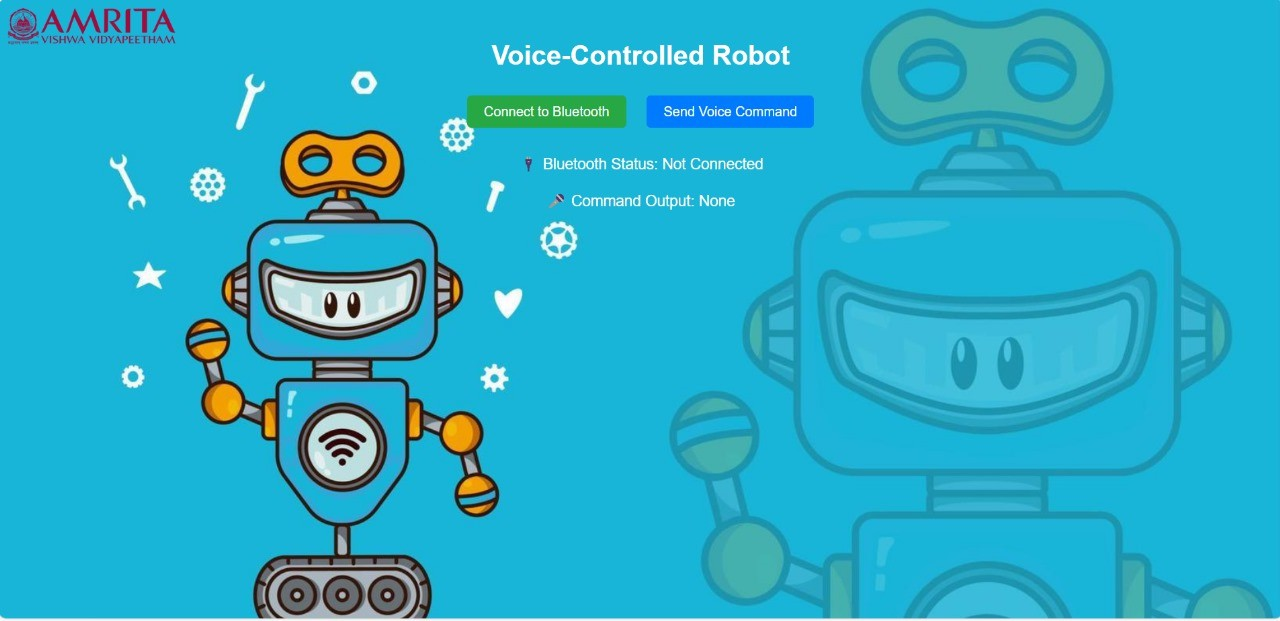 AMRITA
VISHWA VIDYAPEETHAM
Voice-Controlled Robot
Connect to Bluetooth
Send Voice Command
Bluetooth Status: Not Connected
Command Output: None